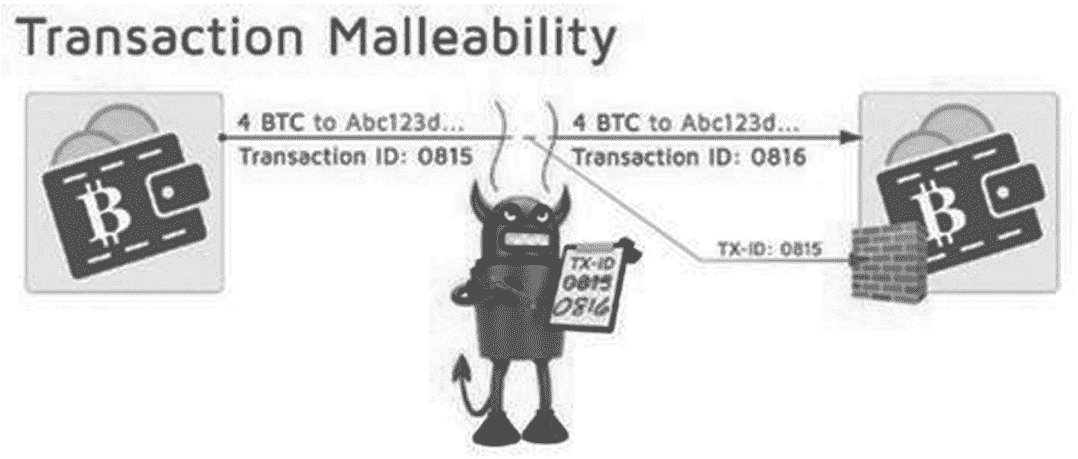 Transaction Malleability
4 BTC to Abc123d...
Transaction ID: 0815
4 BTC to Abc123d...
Transaction ID: 0816
TX-ID: 0815
TX-ID
0815
0816